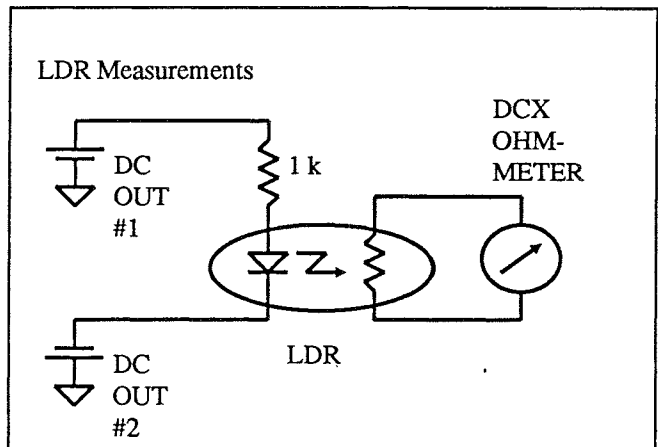 LDR Measurements
DCX
OHM-
METER
DC
OUT
#1
1 k
LDR
DC
OUT
#2